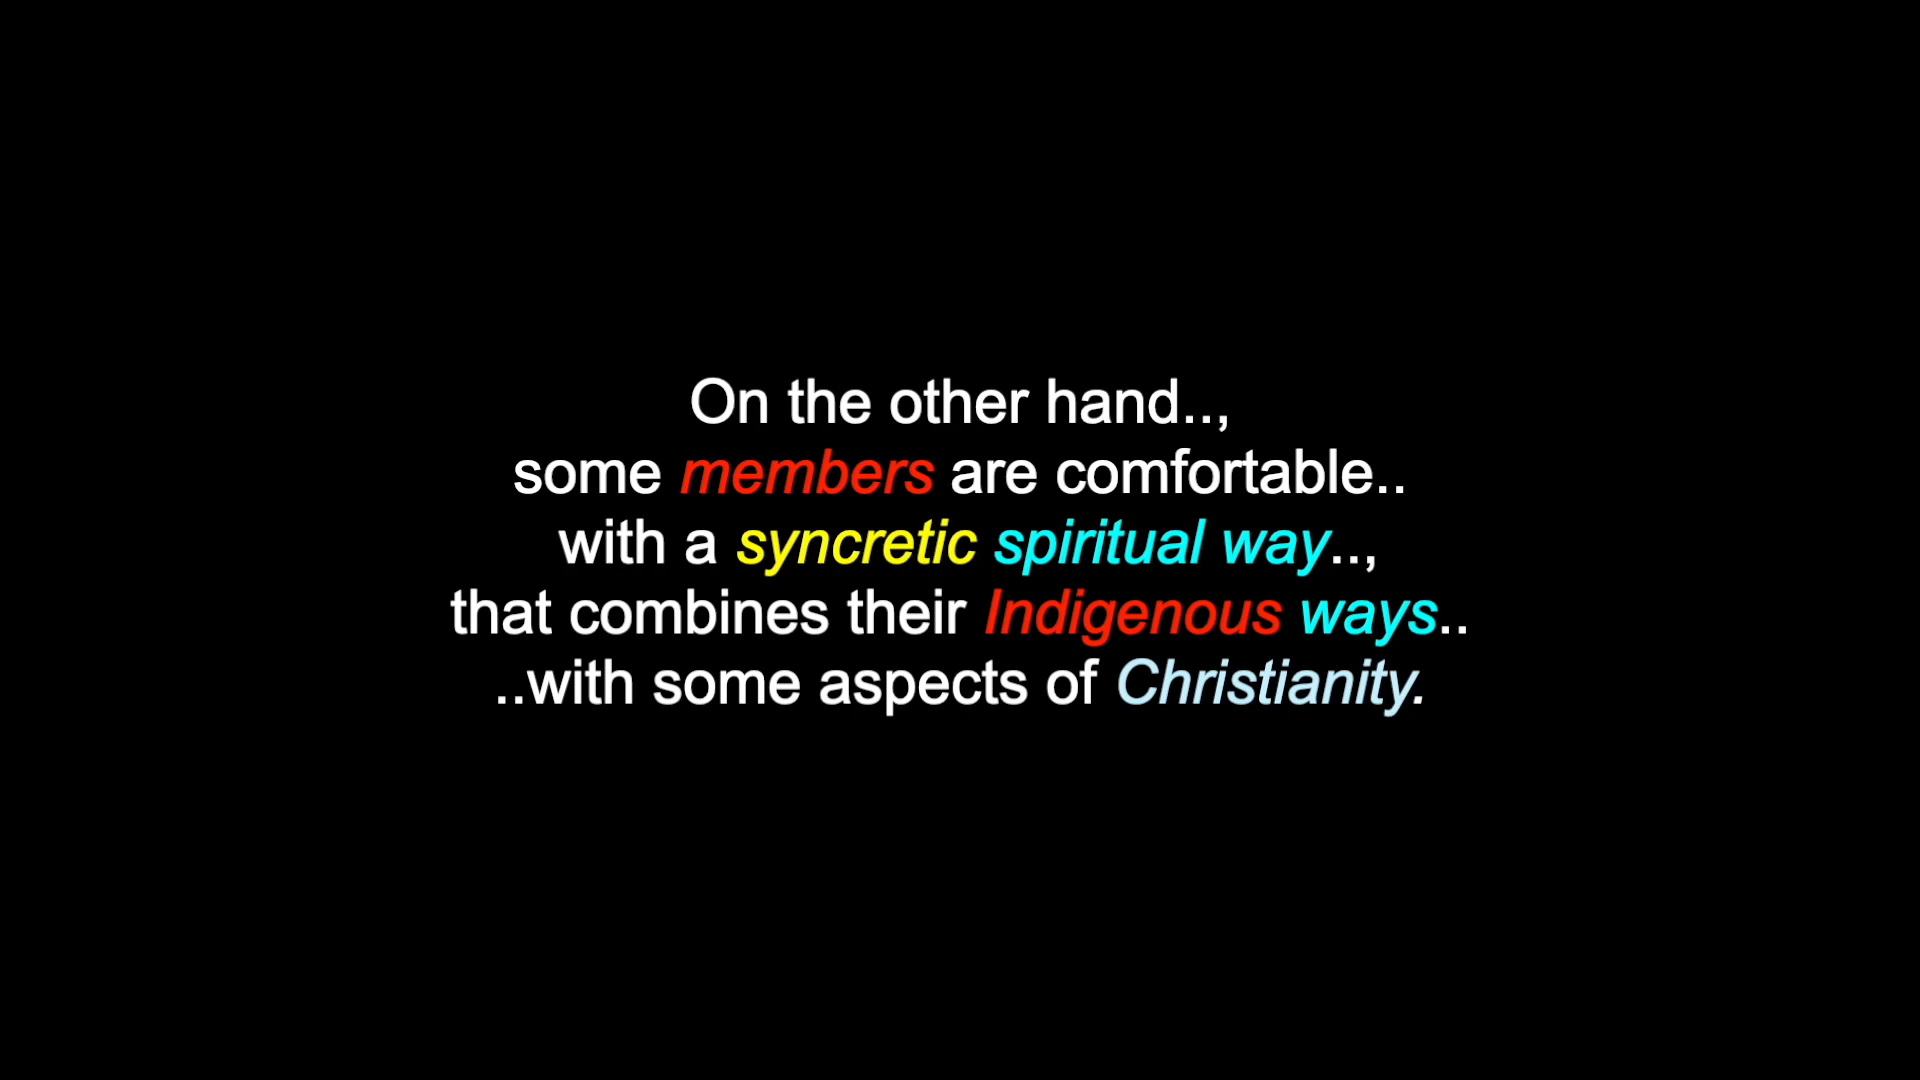 On the other hand..,
some members are comfortable..
with a syncretic spiritual way..,
that combines their Indigenous ways..
..with some aspects of Christianity.